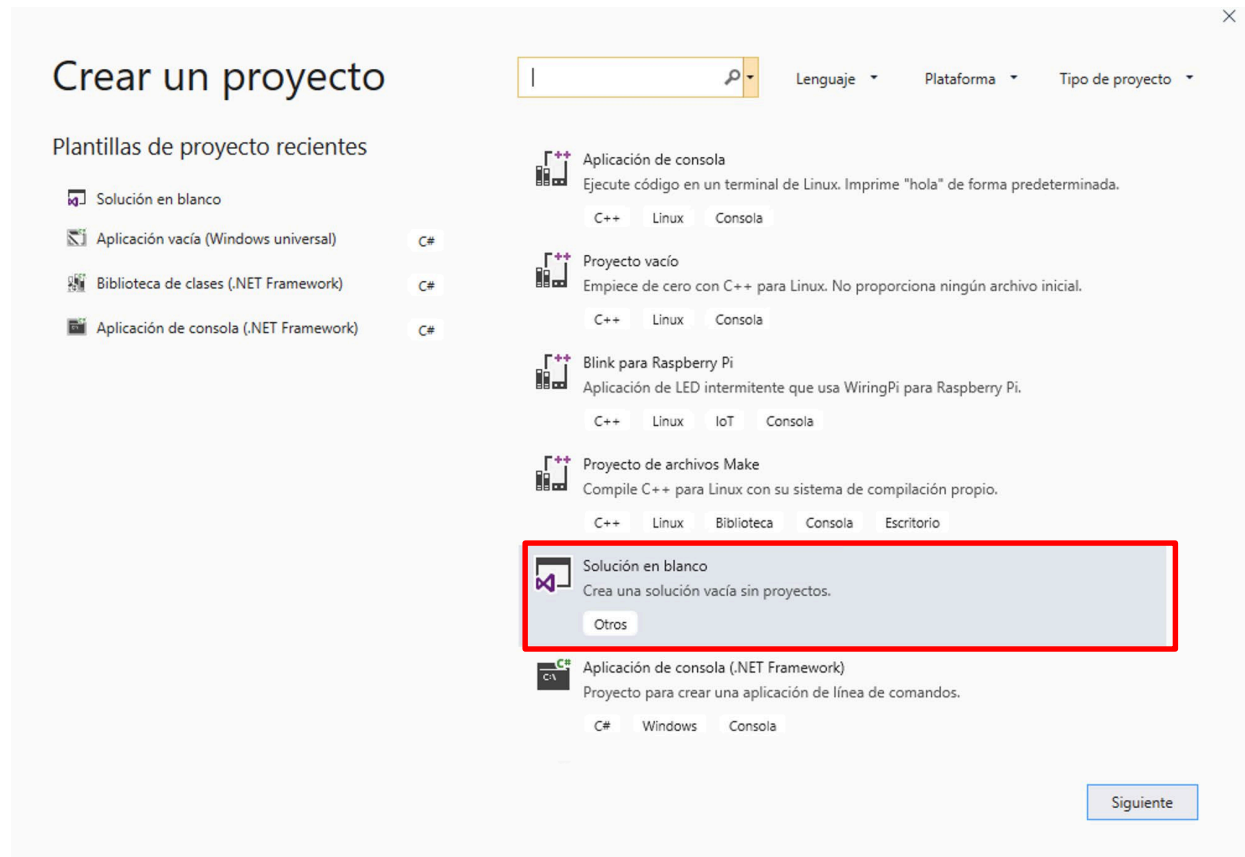 Crear un proyecto
Lenguaje
Plataforma
Tipo de proyecto
Plantillas de proyecto recientes
Solución en blanco
Aplicación vacía (Windows universal) C#
Biblioteca de clases (.NET Framework) C#
Aplicación de consola (.NET Framework) C#
++
Aplicación de consola
Ejecute código en un terminal de Linux. Imprime "hola" de forma predeterminada.
C++ Linux Consola
++
Proyecto vacío
Empiece de cero con C++ para Linux. No proporciona ningún archivo inicial.
C++ Linux Consola
++
Blink para Raspberry Pi
Aplicación de LED intermitente que usa WiringPi para Raspberry Pi.
C++ Linux IoT Consola
++
Proyecto de archivos Make
Compile C++ para Linux con su sistema de compilación propio.
C++ Linux Biblioteca Consola Escritorio
Solución en blanco
Crea una solución vacía sin proyectos.
Otros
C#
C:\
Aplicación de consola (.NET Framework)
Proyecto para crear una aplicación de línea de comandos.
C# Windows Consola
Siguiente